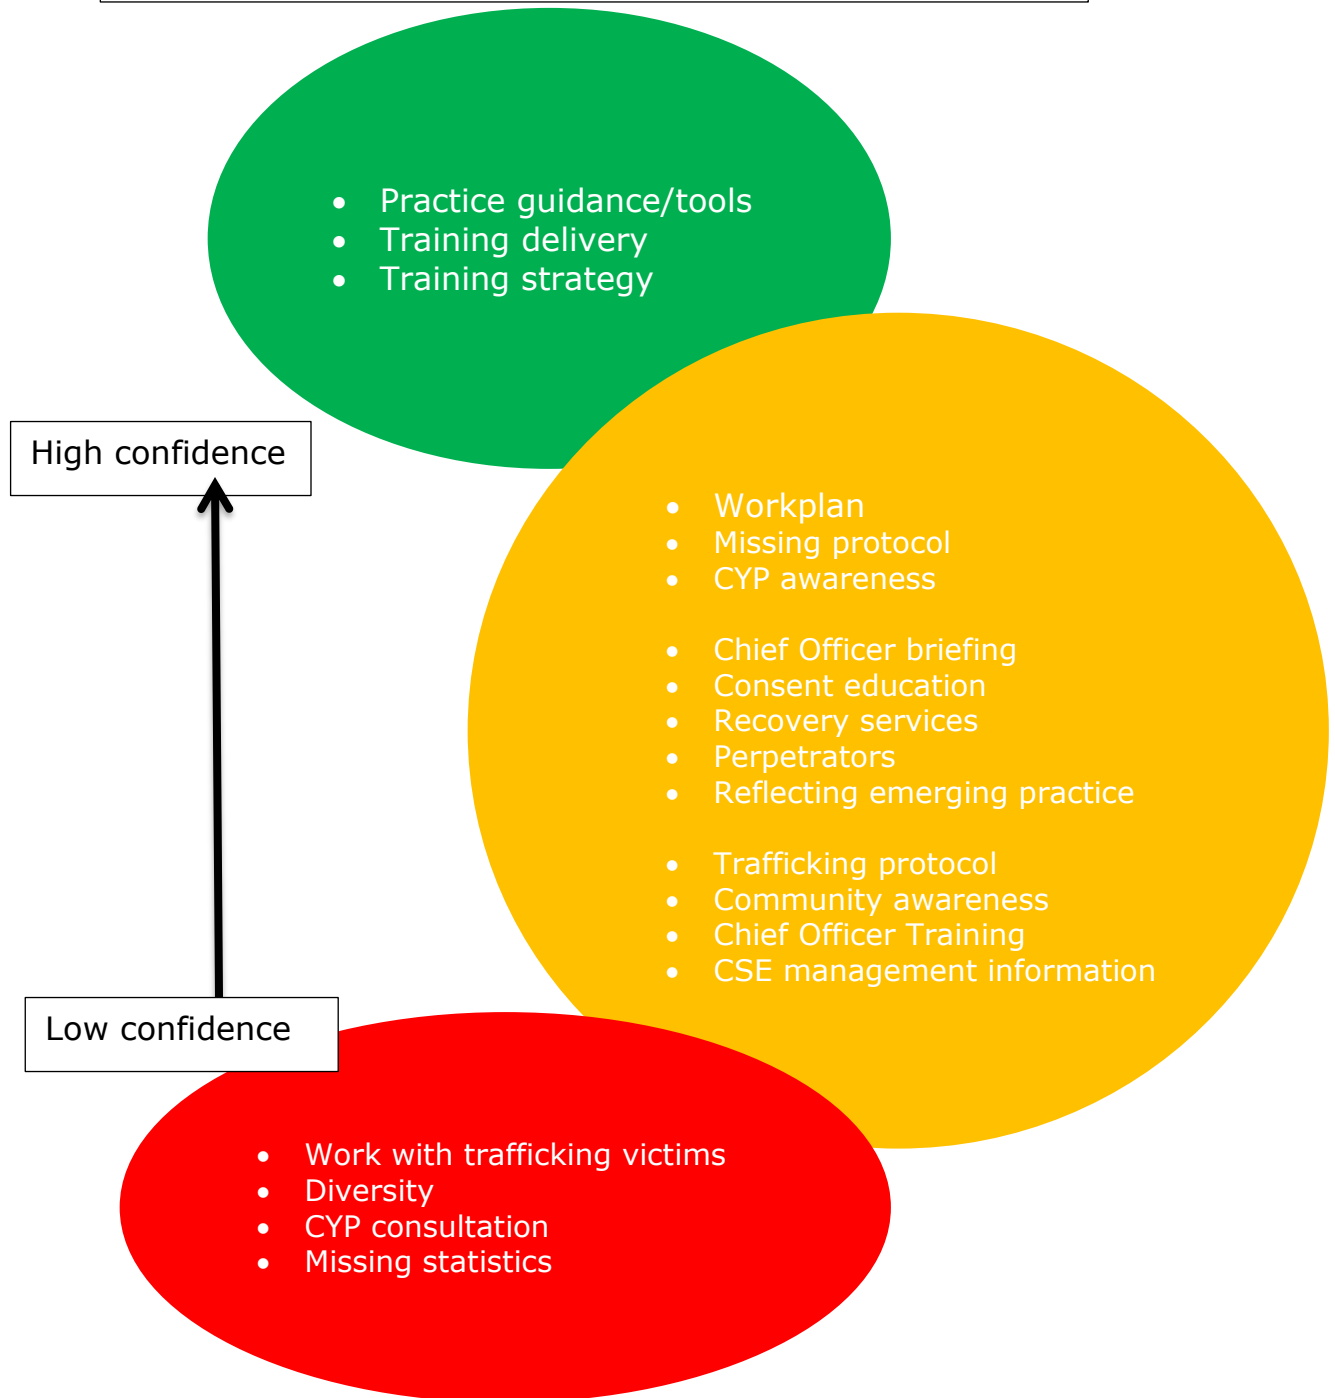 • Practice guidance/tools
• Training delivery
• Training strategy
High confidence
• Workplan
• Missing protocol
• CYP awareness
• Chief Officer briefing
• Consent education
• Recovery services
• Perpetrators
• Reflecting emerging practice
• Trafficking protocol
• Community awareness
• Chief Officer Training
• CSE management information
Low confidence
• Work with trafficking victims
• Diversity
• CYP consultation
• Missing statistics